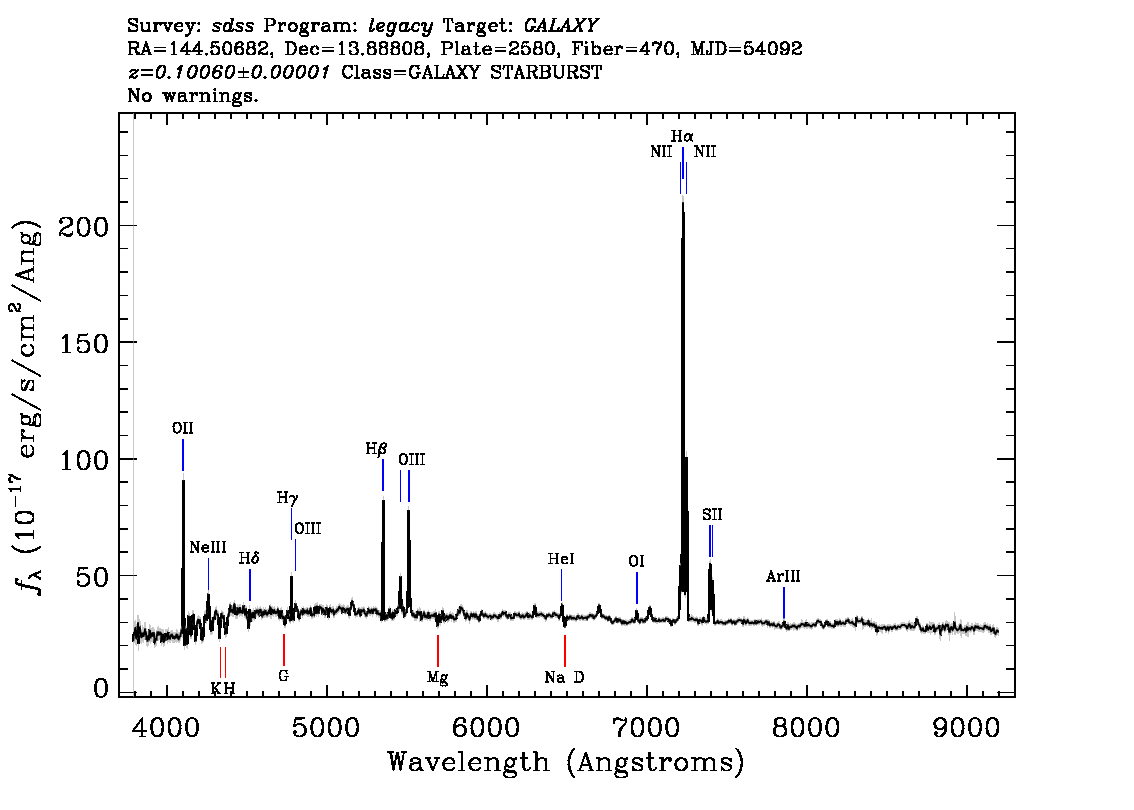 Survey: sdss Program: legacy Target: GALAXY
RA=144.50682, Dec=13.88808, Plate=2580, Fiber=470, MJD=54092
z=0.10060±0.00001 Class=GALAXY STARBURST
No warnings.
Hα
NII NII
200
150
OII
Hβ
OIII
100
Hγ
SII
OIII
NeIII
Hδ
HeI
OI
ArIII
50
K H
G
Mg
Na D
0
4000 5000 6000 7000 8000 9000
Wavelength (Angstroms)
f_λ (10^−17 erg/s/cm^2/Ang)